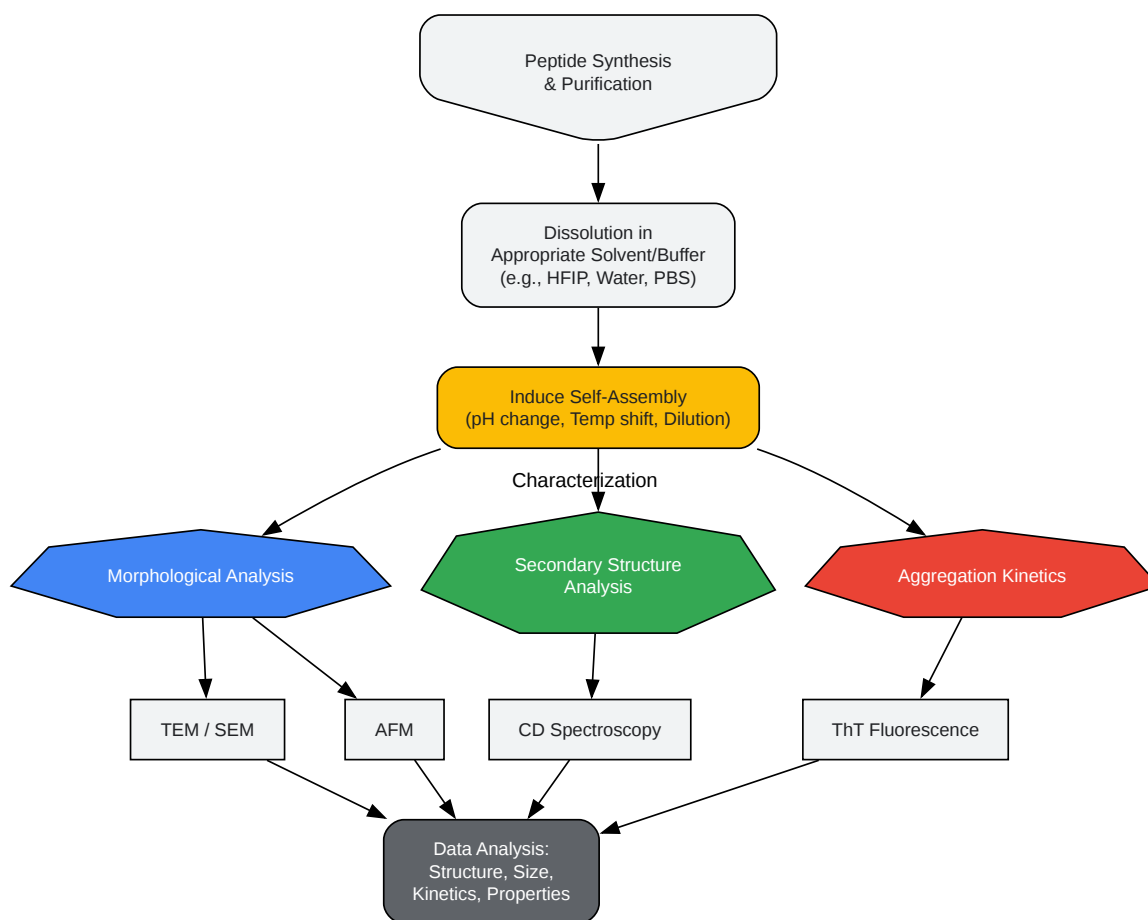 Peptide Synthesis
& Purification
Dissolution in
Appropriate Solvent/Buffer
(e.g., HFIP, Water, PBS)
Induce Self-Assembly
(pH change, Temp shift, Dilution)
Characterization
Morphological Analysis
Secondary Structure
Analysis
Aggregation Kinetics
TEM / SEM
AFM
CD Spectroscopy
ThT Fluorescence
Data Analysis:
Structure, Size,
Kinetics, Properties